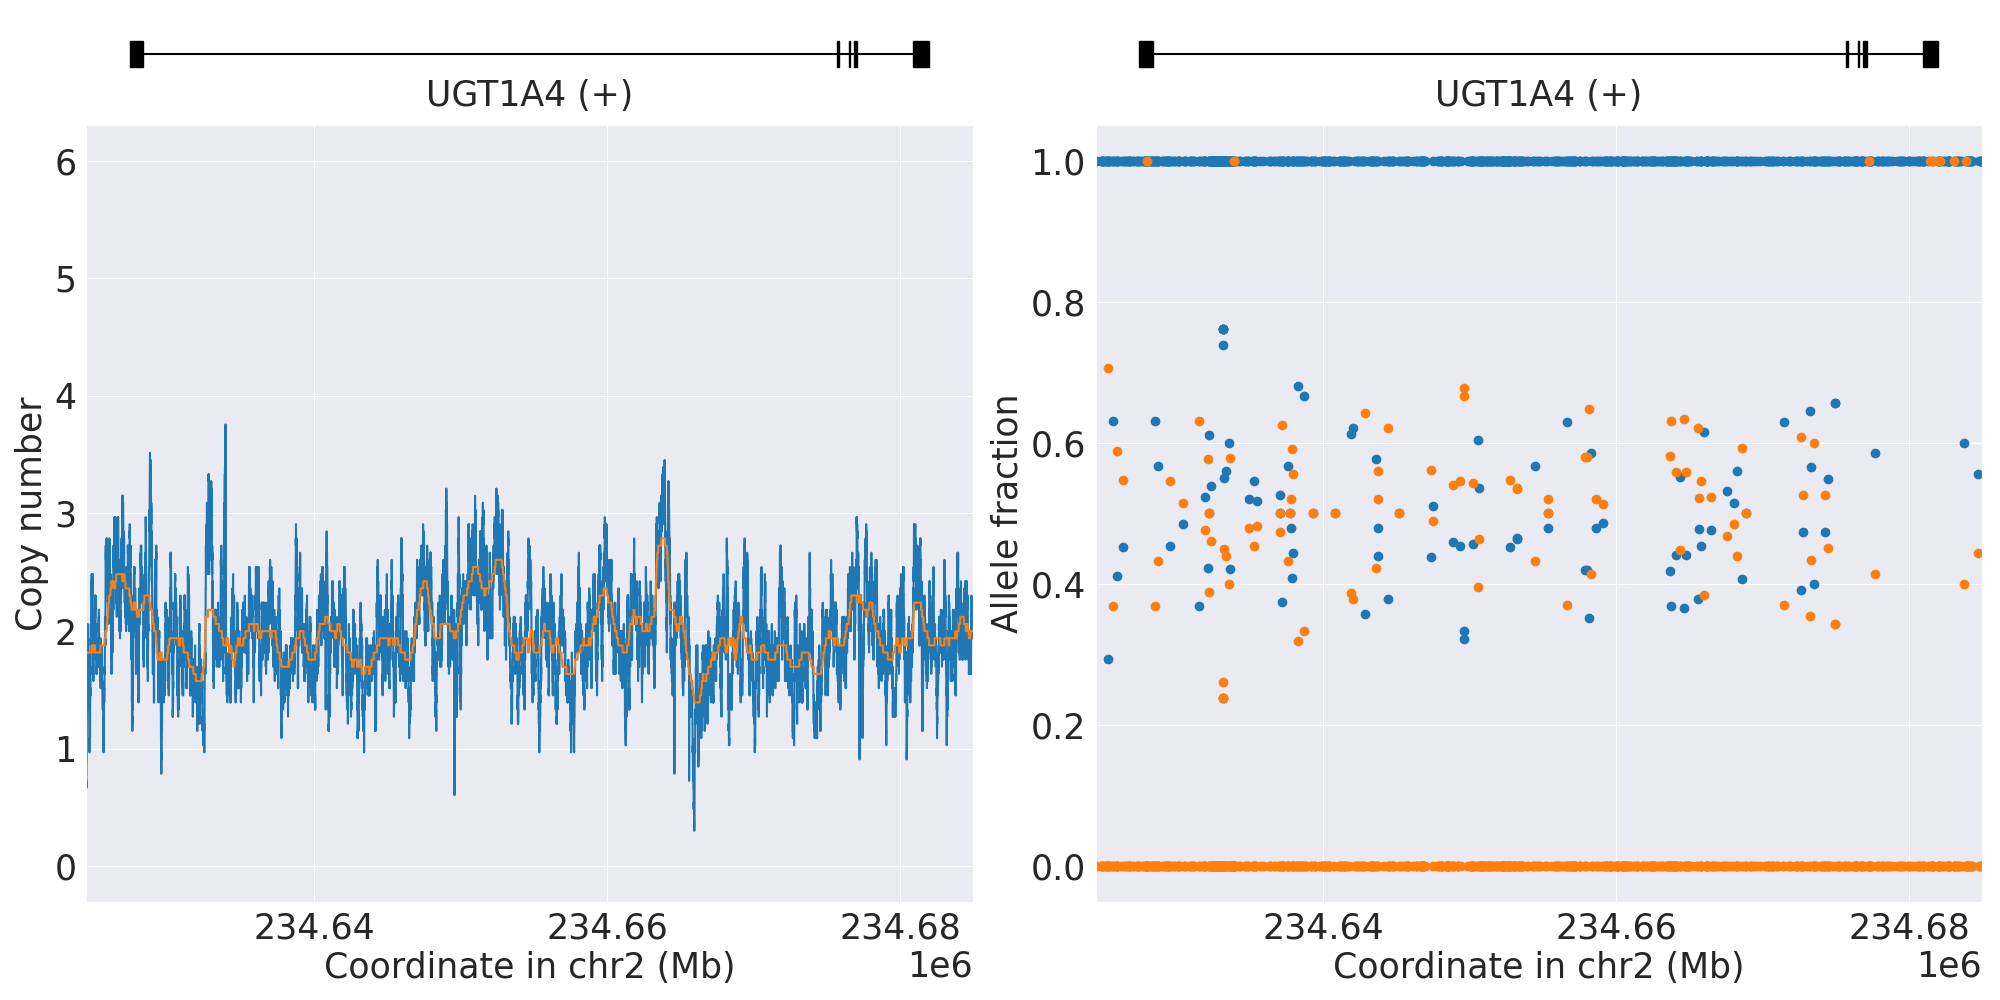 UGT1A4 (+)
6
5
4
3
2
1
0
Copy number
234.64 234.66 234.68
Coordinate in chr2 (Mb)
1e6
UGT1A4 (+)
1.0
0.8
0.6
0.4
0.2
0.0
Allele fraction
234.64 234.66 234.68
Coordinate in chr2 (Mb)
1e6